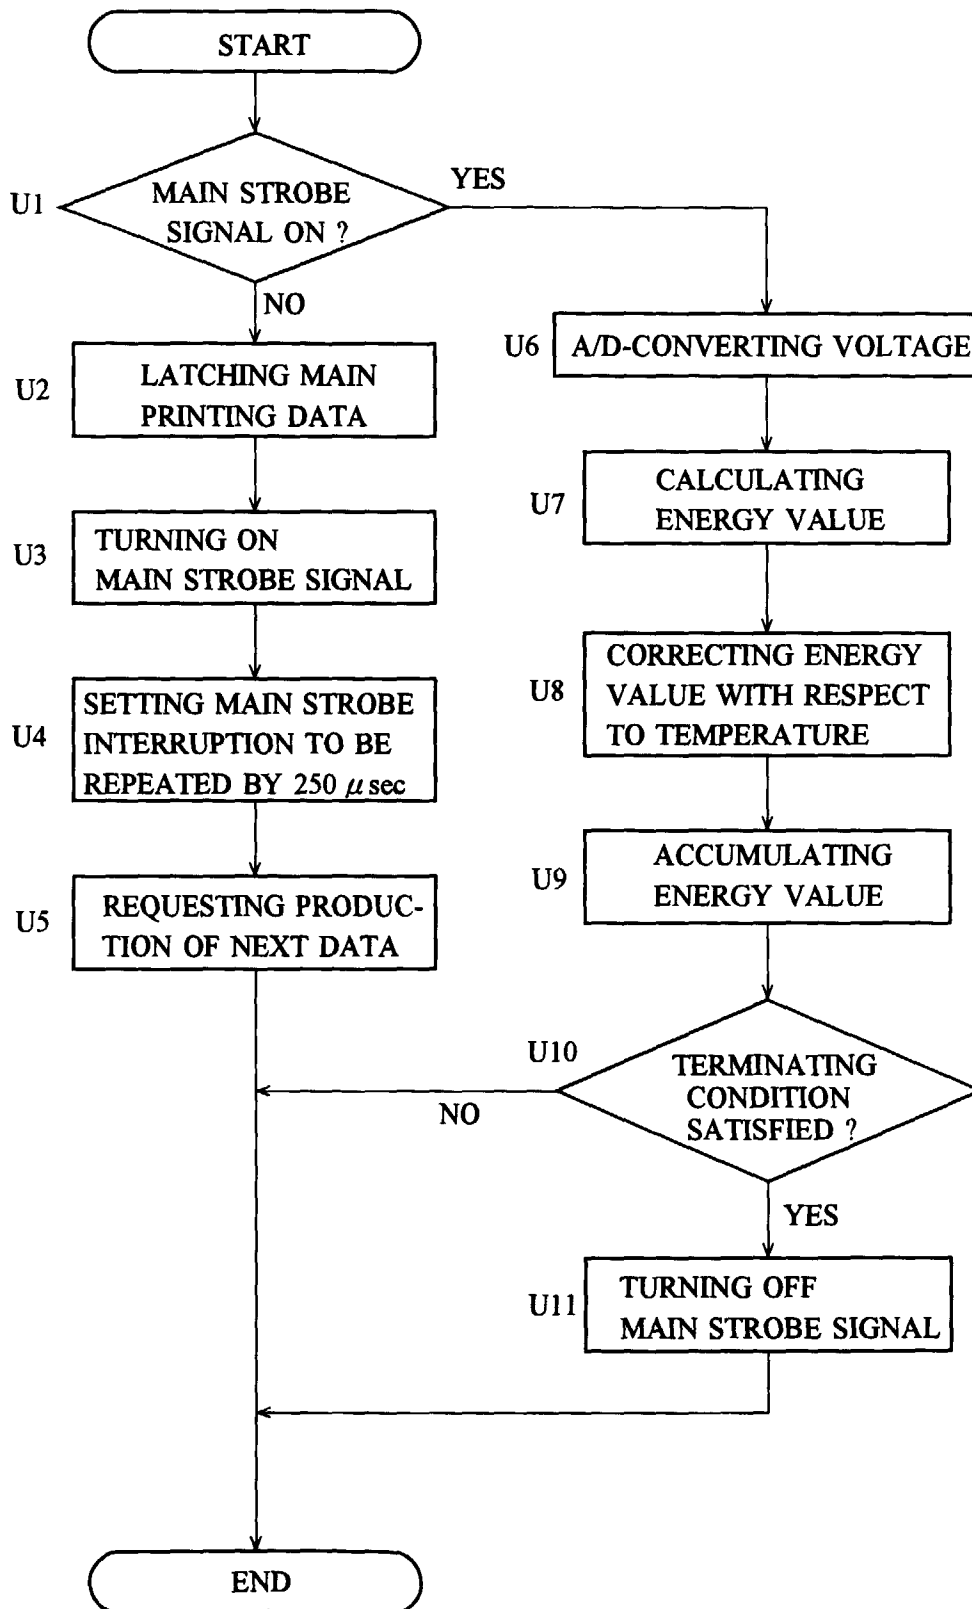 START
U1
MAIN STROBE
SIGNAL ON ?
YES
NO
U2
LATCHING MAIN
PRINTING DATA
U3
TURNING ON
MAIN STROBE SIGNAL
U4
SETTING MAIN STROBE
INTERRUPTION TO BE
REPEATED BY 250 μsec
U5
REQUESTING PRODUC-
TION OF NEXT DATA
U6
A/D-CONVERTING VOLTAGE
U7
CALCULATING
ENERGY VALUE
U8
CORRECTING ENERGY
VALUE WITH RESPECT
TO TEMPERATURE
U9
ACCUMULATING
ENERGY VALUE
U10
TERMINATING
CONDITION
SATISFIED ?
NO
YES
U11
TURNING OFF
MAIN STROBE SIGNAL
END